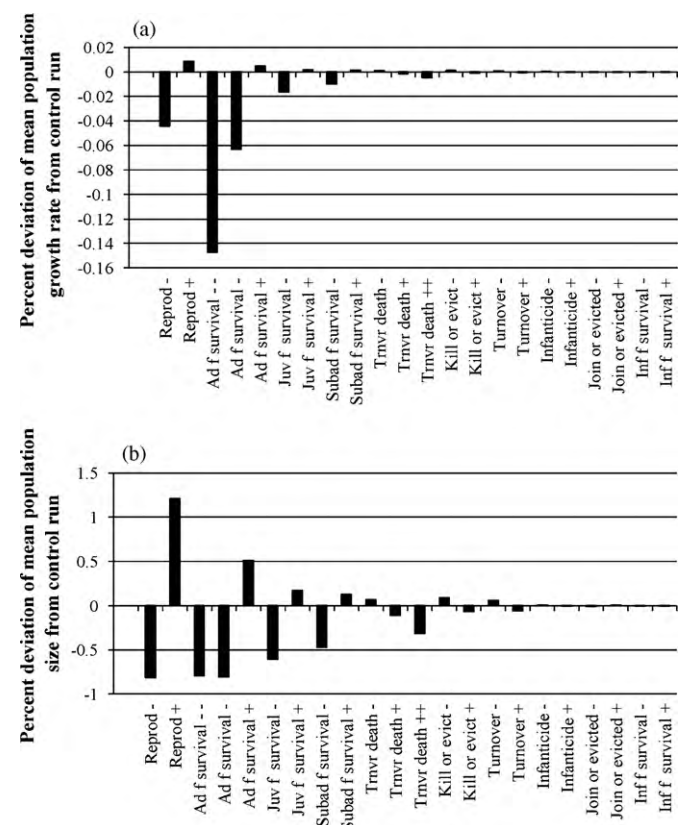 (a)
Percent deviation of mean population
growth rate from control run
0.02
0
-0.02
-0.04
-0.06
-0.08
-0.1
-0.12
-0.14
-0.16
Reprod -
Reprod +
Ad f survival --
Ad f survival -
Ad f survival +
Juv f survival -
Juv f survival +
Subad f survival -
Subad f survival +
Trnvr death -
Trnvr death +
Trnvr death ++
Kill or evict -
Kill or evict +
Turnover -
Turnover +
Infanticide -
Infanticide +
Join or evicted -
Join or evicted +
Inf f survival -
Inf f survival +
(b)
Percent deviation of mean population
size from control run
1.5
1
0.5
0
-0.5
-1
Reprod -
Reprod +
Ad f survival --
Ad f survival -
Ad f survival +
Juv f survival -
Juv f survival +
Subad f survival -
Subad f survival +
Trnvr death -
Trnvr death +
Trnvr death ++
Kill or evict -
Kill or evict +
Turnover -
Turnover +
Infanticide -
Infanticide +
Join or evicted -
Join or evicted +
Inf f survival -
Inf f survival +